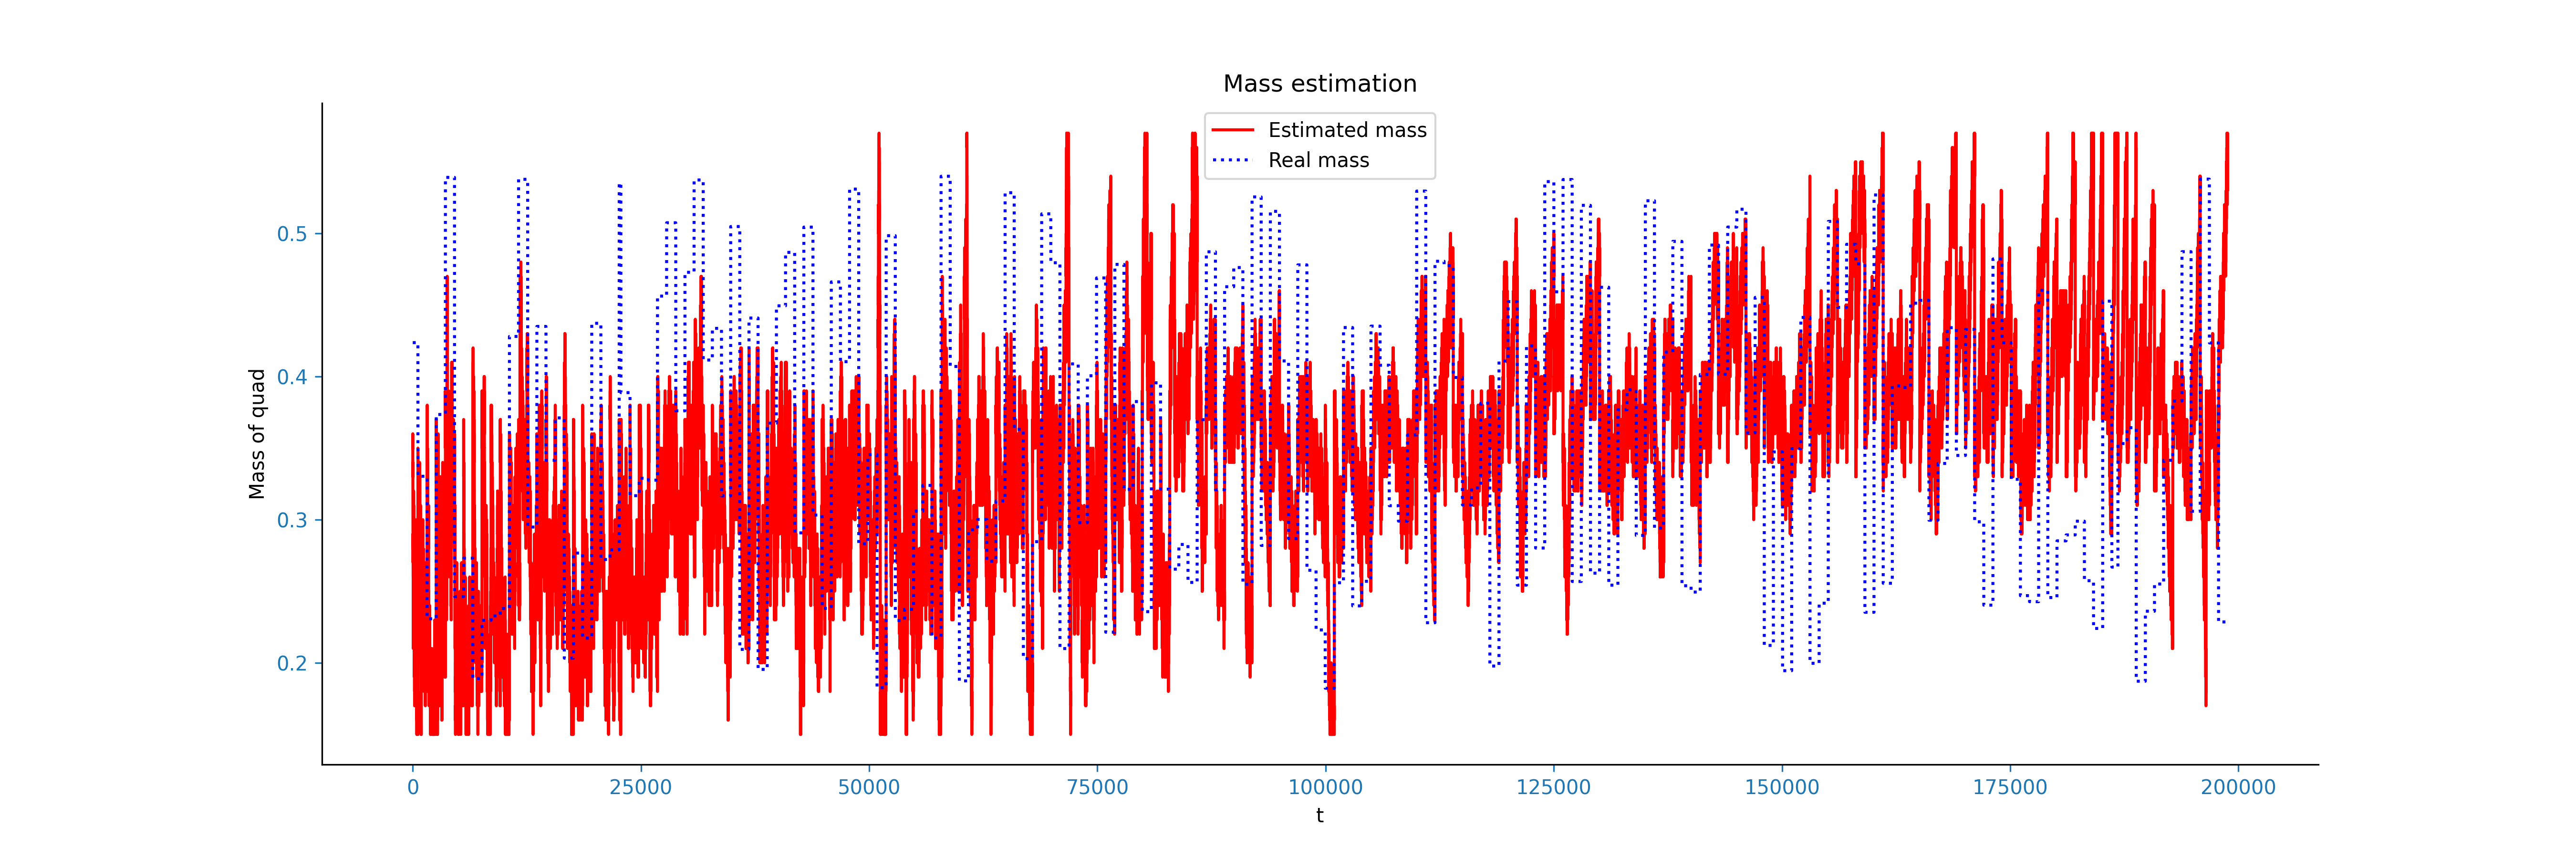 Mass estimation
Estimated mass
Real mass
Mass of quad
0.5
0.4
0.3
0.2
0 25000 50000 75000 100000 125000 150000 175000 200000
t